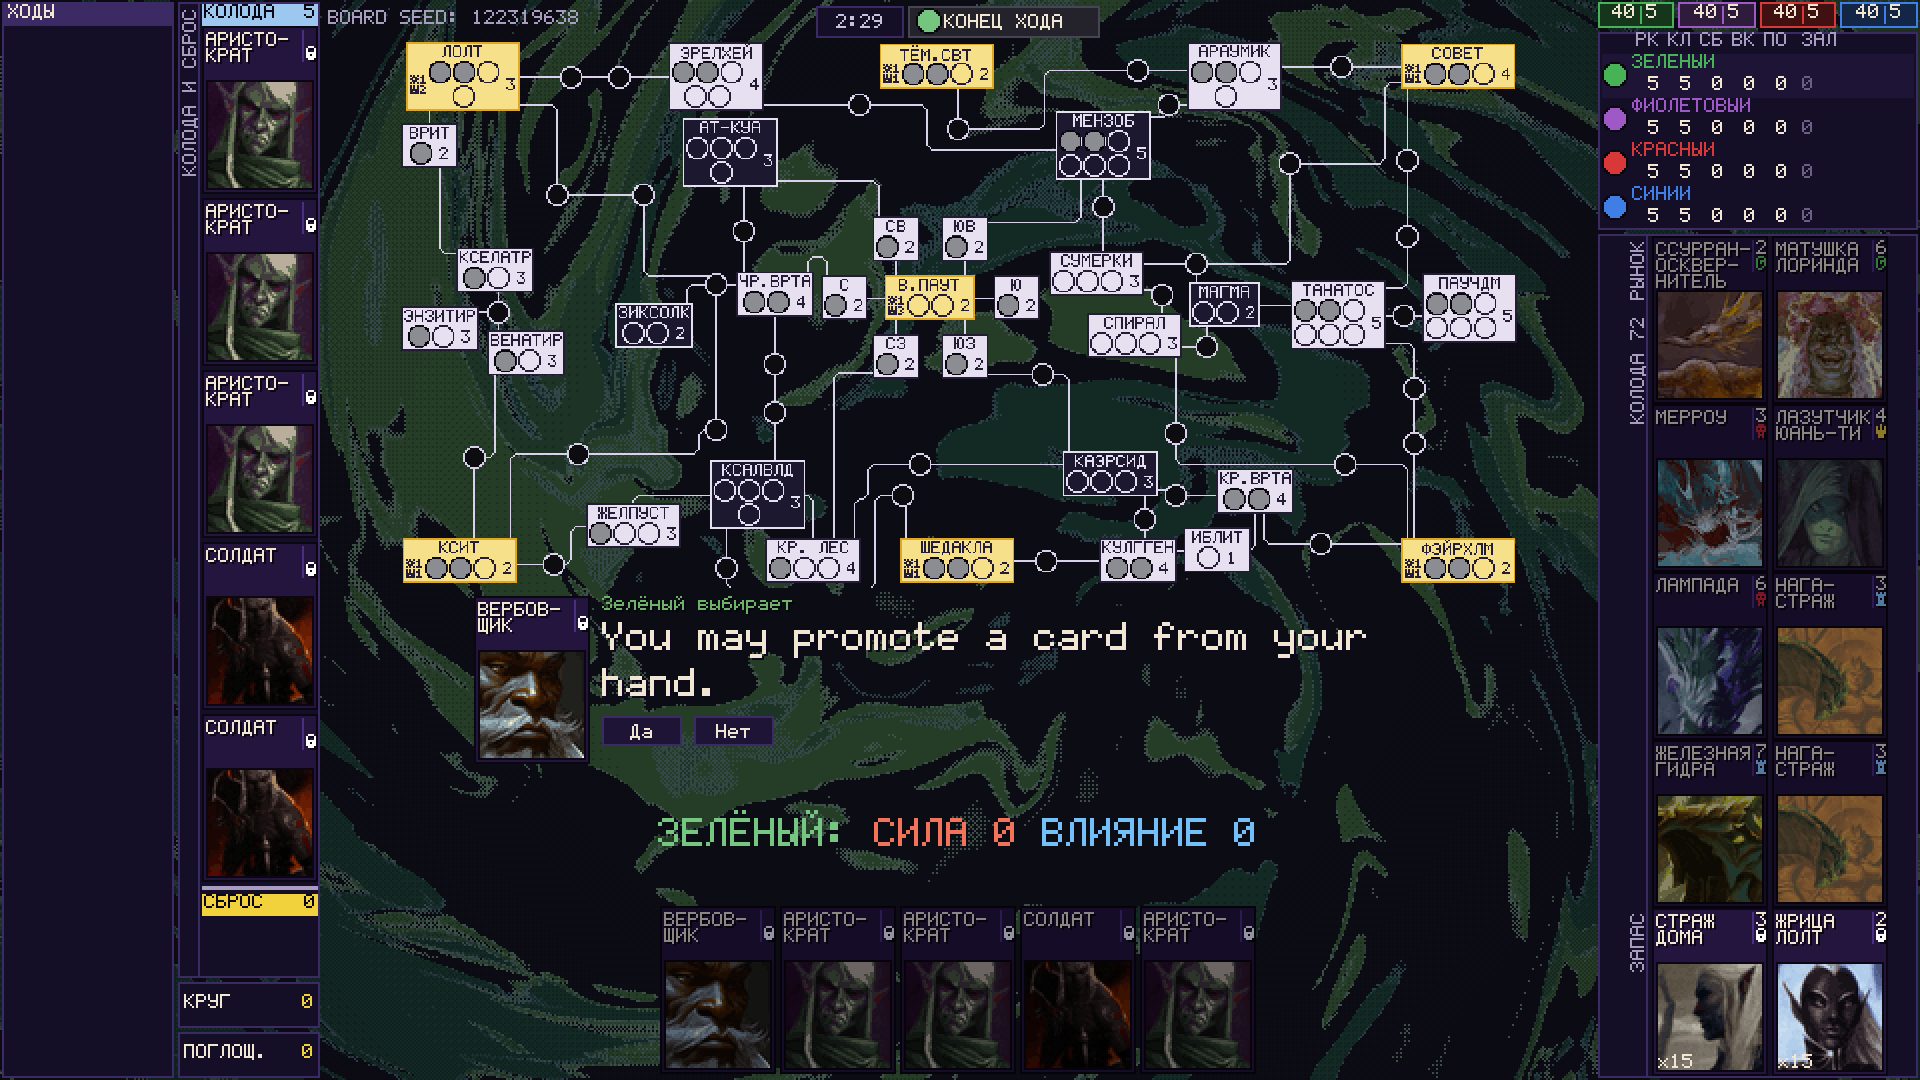 ХОДЫ
КОЛОДА И СБРОС
КОЛОДА 5
АРИСТО-
КРАТ
АРИСТО-
КРАТ
АРИСТО-
КРАТ
СОЛДАТ
СОЛДАТ
СБРОС 0
КРУГ 0
ПОГЛОЩ. 0
BOARD SEED: 122319638
2:29
КОНЕЦ ХОДА
ЛОЛТ
3
ЭРЕЛХЕЙ
4
ТЁМ.СВТ
2
АРАУМИК
3
СОВЕТ
4
ВРИТ
2
АТ-КУА
3
МЕНЗОБ
5
СВ
2
ЮВ
2
КСЕЛАТР
3
ЧР.ВРТА
4
С
2
В.ПАУТ
2
Ю
2
СУМЕРКИ
3
МАГМА
2
ТАНАТОС
5
ПАУЧДМ
5
ЭНЗИТИР
3
ВЕНАТИР
3
ЗИКСОЛК
2
СПИРАЛ
3
СЗ
2
ЮЗ
2
КСАЛВЛД
3
КАЭРСИД
3
КР.ВРТА
4
ЖЕЛПУСТ
3
КСИТ
2
КР. ЛЕС
4
ШЕДАКЛА
2
КУЛГГЕН
4
ИБЛИТ
1
ФЭЙРХЛМ
2
ВЕРБОВ-
ЩИК
Зелёный выбирает
You may promote a card from your
hand.
Да Нет
ЗЕЛЁНЫЙ: СИЛА 0 ВЛИЯНИЕ 0
ВЕРБОВ-
ЩИК
АРИСТО-
КРАТ
АРИСТО-
КРАТ
СОЛДАТ
АРИСТО-
КРАТ
40|5 40|5 40|5 40|5
РК КЛ СБ ВК ПО ЗАЛ
ЗЕЛЕНЫЙ
5 5 0 0 0 0
ФИОЛЕТОВЫЙ
5 5 0 0 0 0
КРАСНЫЙ
5 5 0 0 0 0
СИНИЙ
5 5 0 0 0 0
КОЛОДА 72 РЫНОК
ССУРРАН-
ОСКВЕР-
НИТЕЛЬ
2
0
МАТУШКА
ЛОРИНДА
6
0
МЕРРОУ 3
ЛАЗУТЧИК 4
ЮАНЬ-ТИ
ЛАМПАДА 6
НАГА- 3
СТРАЖ
ЖЕЛЕЗНАЯ 7
ГИДРА
НАГА- 3
СТРАЖ
ЗАПАС
СТРАЖ 3
ДОМА
x15
ЖРИЦА 2
ЛОЛТ
x15